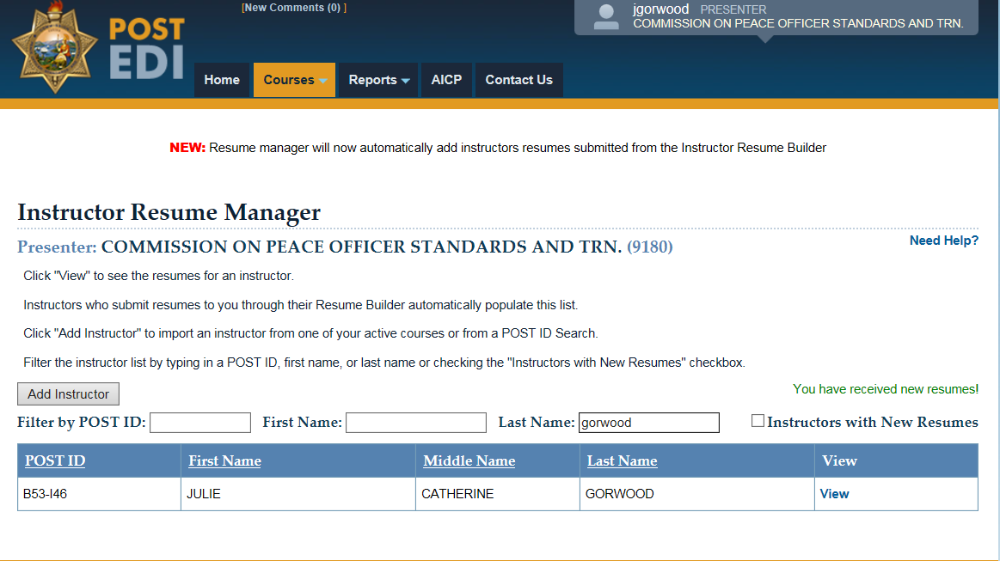 [New Comments (0) ]
jgorwood PRESENTER
COMMISSION ON PEACE OFFICER STANDARDS AND TRN.
POST
EDI
Home Courses Reports AICP Contact Us
NEW: Resume manager will now automatically add instructors resumes submitted from the Instructor Resume Builder
Instructor Resume Manager
Presenter: COMMISSION ON PEACE OFFICER STANDARDS AND TRN. (9180)
Need Help?
Click "View" to see the resumes for an instructor.
Instructors who submit resumes to you through their Resume Builder automatically populate this list.
Click "Add Instructor" to import an instructor from one of your active courses or from a POST ID Search.
Filter the instructor list by typing in a POST ID, first name, or last name or checking the "Instructors with New Resumes" checkbox.
Add Instructor
You have received new resumes!
Filter by POST ID: First Name: Last Name: gorwood Instructors with New Resumes
POST ID First Name Middle Name Last Name View
B53-I46 JULIE CATHERINE GORWOOD View